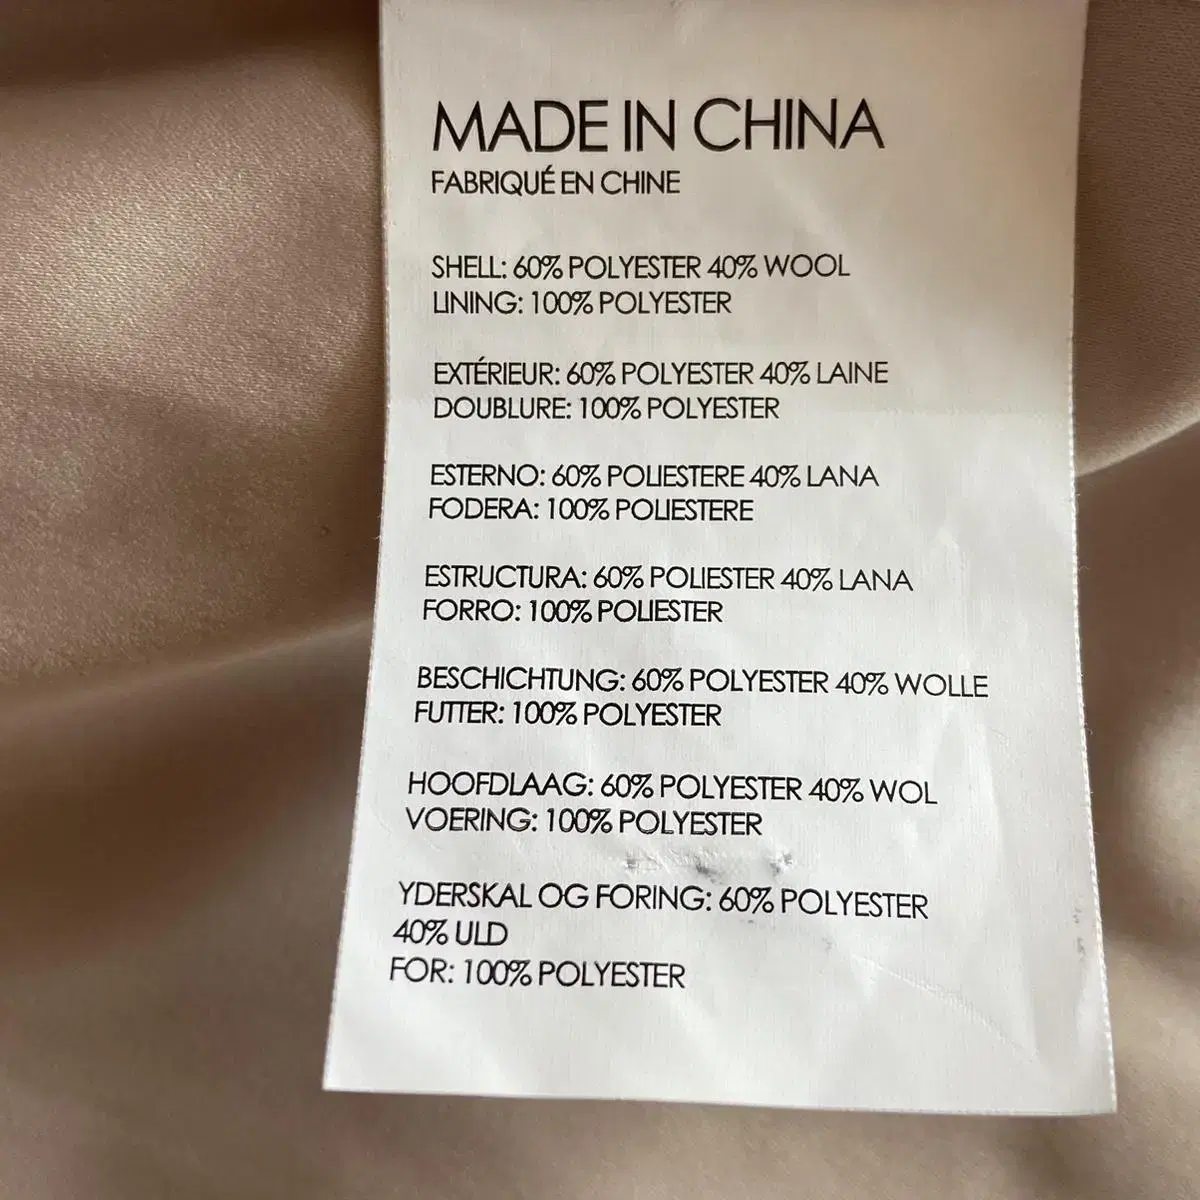 MADE IN CHINA
FABRIQUÉ EN CHINE
SHELL: 60% POLYESTER 40% WOOL
LINING: 100% POLYESTER
EXTÉRIEUR: 60% POLYESTER 40% LAINE
DOUBLURE: 100% POLYESTER
ESTERNO: 60% POLIESTERE 40% LANA
FODERA: 100% POLIESTERE
ESTRUCTURA: 60% POLIESTER 40% LANA
FORRO: 100% POLIESTER
BESCHICHTUNG: 60% POLYESTER 40% WOLLE
FUTTER: 100% POLYESTER
HOOFDLAAG: 60% POLYESTER 40% WOL
VOERING: 100% POLYESTER
YDERSKAL OG FORING: 60% POLYESTER
40% ULD
FOR: 100% POLYESTER